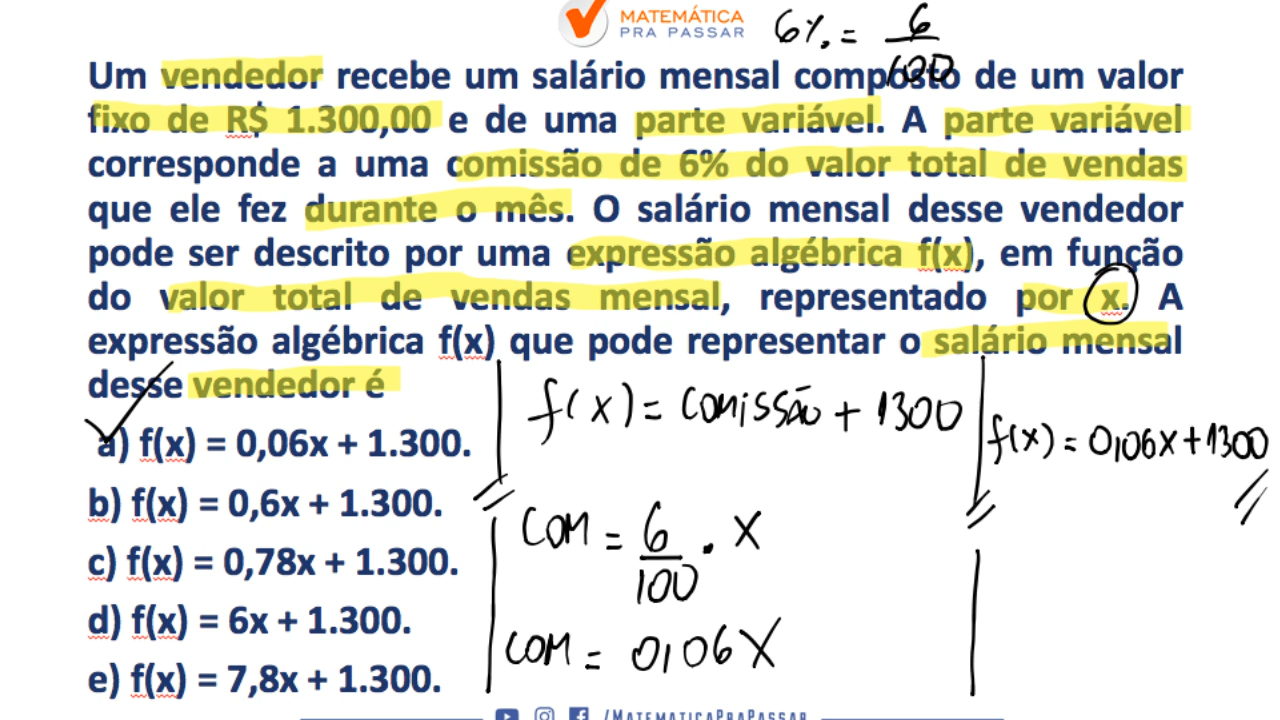 MATEMÁTICA
PRA PASSAR
6%. = 6/100
Um vendedor recebe um salário mensal composto de um valor
fixo de R$ 1.300,00 e de uma parte variável. A parte variável
corresponde a uma comissão de 6% do valor total de vendas
que ele fez durante o mês. O salário mensal desse vendedor
pode ser descrito por uma expressão algébrica f(x), em função
do valor total de vendas mensal, representado por x. A
expressão algébrica f(x) que pode representar o salário mensal
desse vendedor é
a) f(x) = 0,06x + 1.300.
b) f(x) = 0,6x + 1.300.
c) f(x) = 0,78x + 1.300.
d) f(x) = 6x + 1.300.
e) f(x) = 7,8x + 1.300.
f(x) = COMISSÃO + 1300
COM = 6/100 . X
COM = 0,06X
f(x) = 0,06X + 1300
/MATEMATICAPRAPASSAR